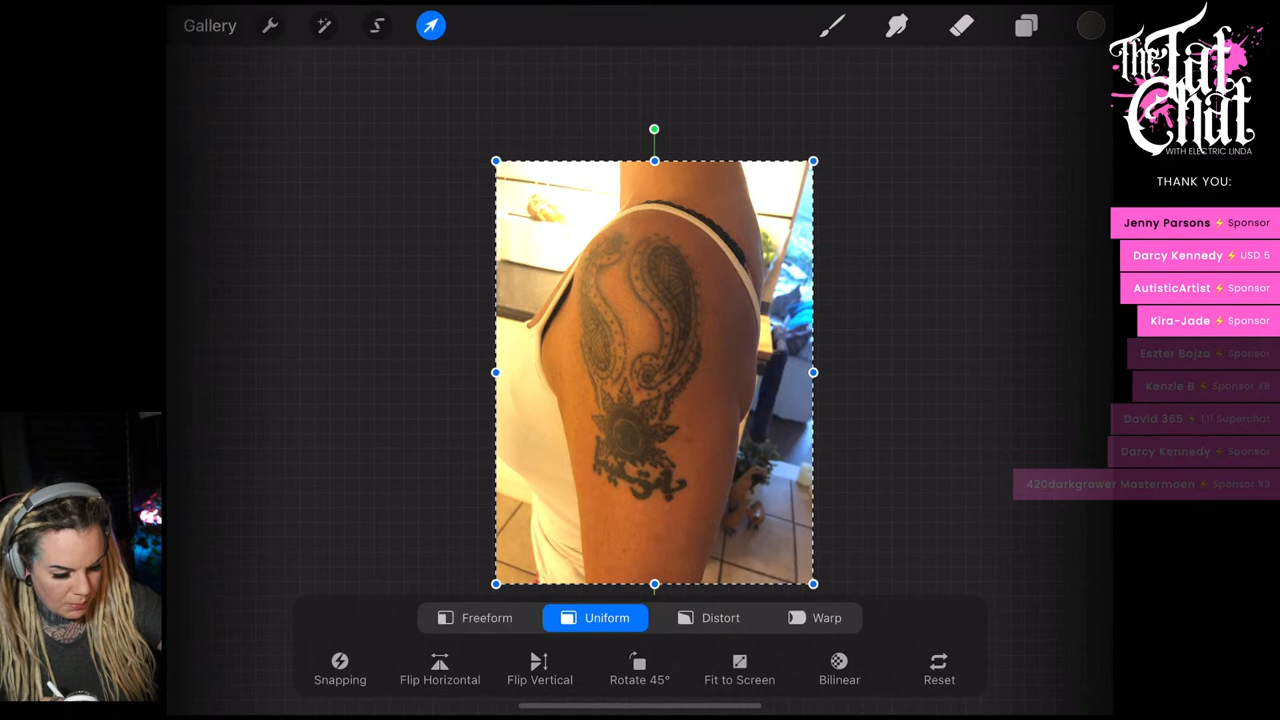 Gallery
The Tat Chat
WITH ELECTRIC LINDA
THANK YOU:
Jenny Parsons ⚡ Sponsor
Darcy Kennedy ⚡ USD 5
AutisticArtist ⚡ Sponsor
Kira-Jade ⚡ Sponsor
Eszter Bajza ⚡ Sponsor
Kenzie B ⚡ Sponsor X8
David 365 ⚡ 1.11 Superchat
Darcy Kennedy ⚡ Sponsor
420darkgrower Mastermoen ⚡ Sponsor X3
Freeform Uniform Distort Warp
Snapping Flip Horizontal Flip Vertical Rotate 45° Fit to Screen Bilinear Reset